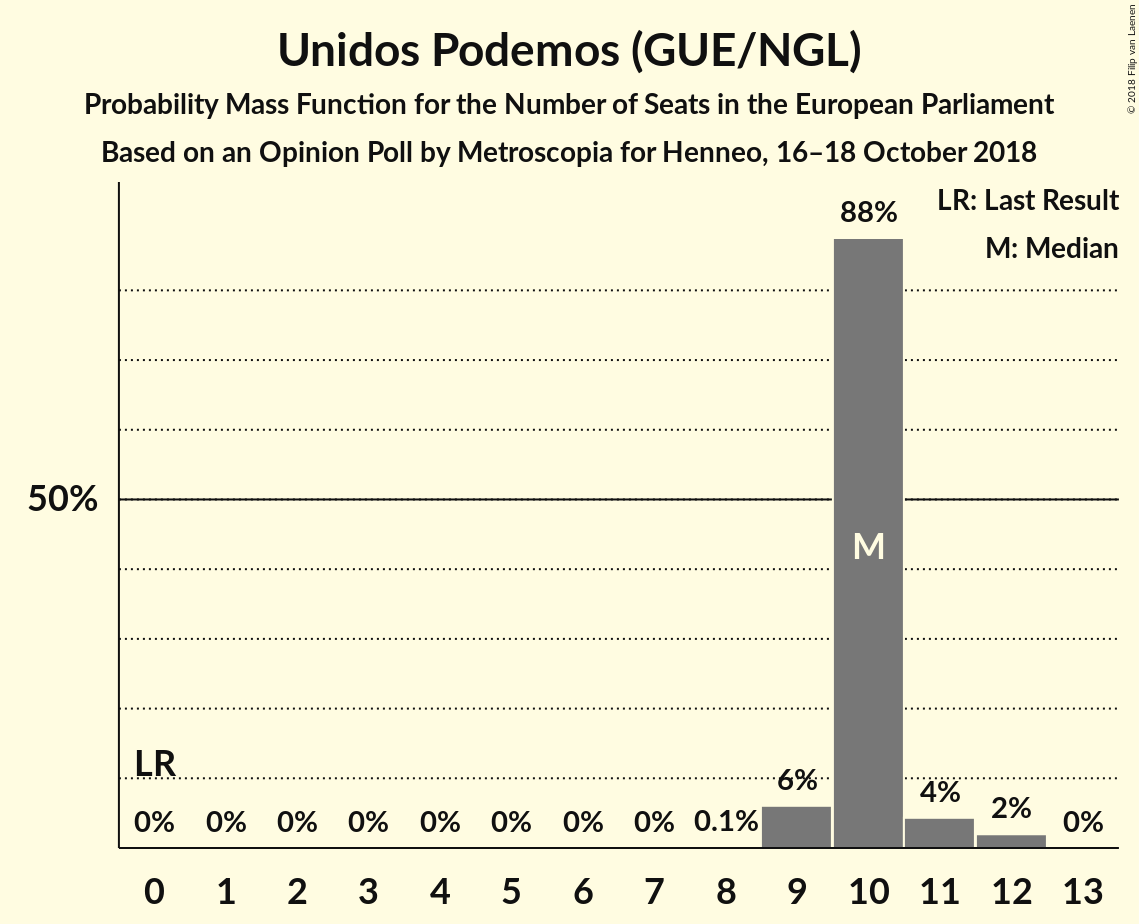 Unidos Podemos (GUE/NGL)
Probability Mass Function for the Number of Seats in the European Parliament
Based on an Opinion Poll by Metroscopia for Henneo, 16–18 October 2018
© 2018 Filip van Laenen
LR: Last Result
M: Median
88%
50%
M
LR
0% 0% 0% 0% 0% 0% 0% 0% 0.1% 6% 4% 2% 0%
0 1 2 3 4 5 6 7 8 9 10 11 12 13